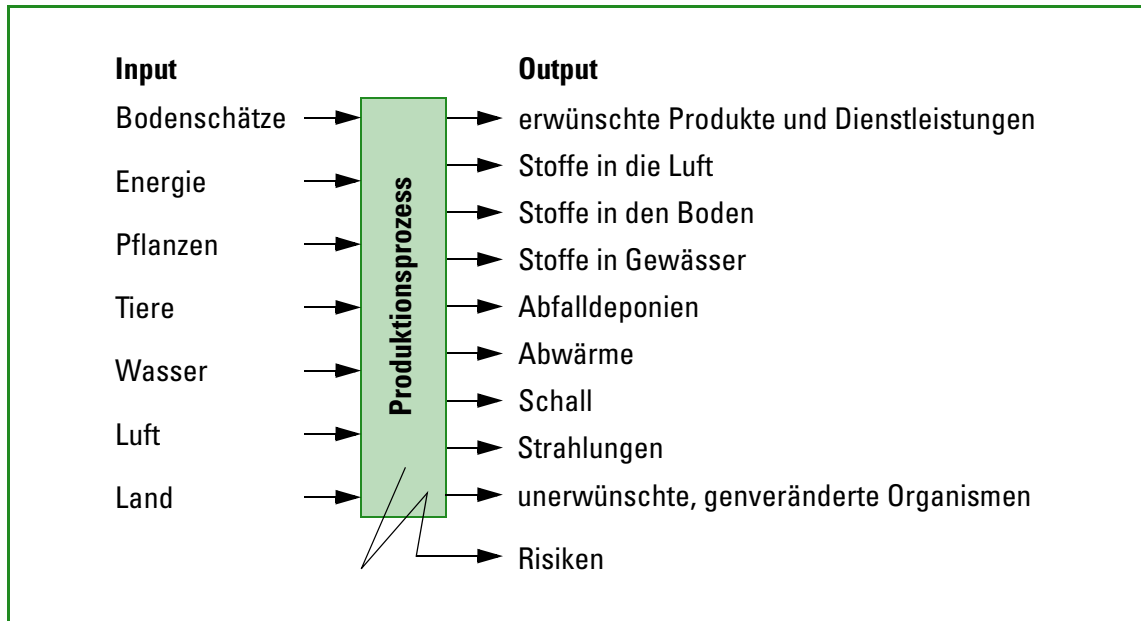 Input
Bodenschätze
Energie
Pflanzen
Tiere
Wasser
Luft
Land
Produktionsprozess
Output
erwünschte Produkte und Dienstleistungen
Stoffe in die Luft
Stoffe in den Boden
Stoffe in Gewässer
Abfalldeponien
Abwärme
Schall
Strahlungen
unerwünschte, genveränderte Organismen
Risiken